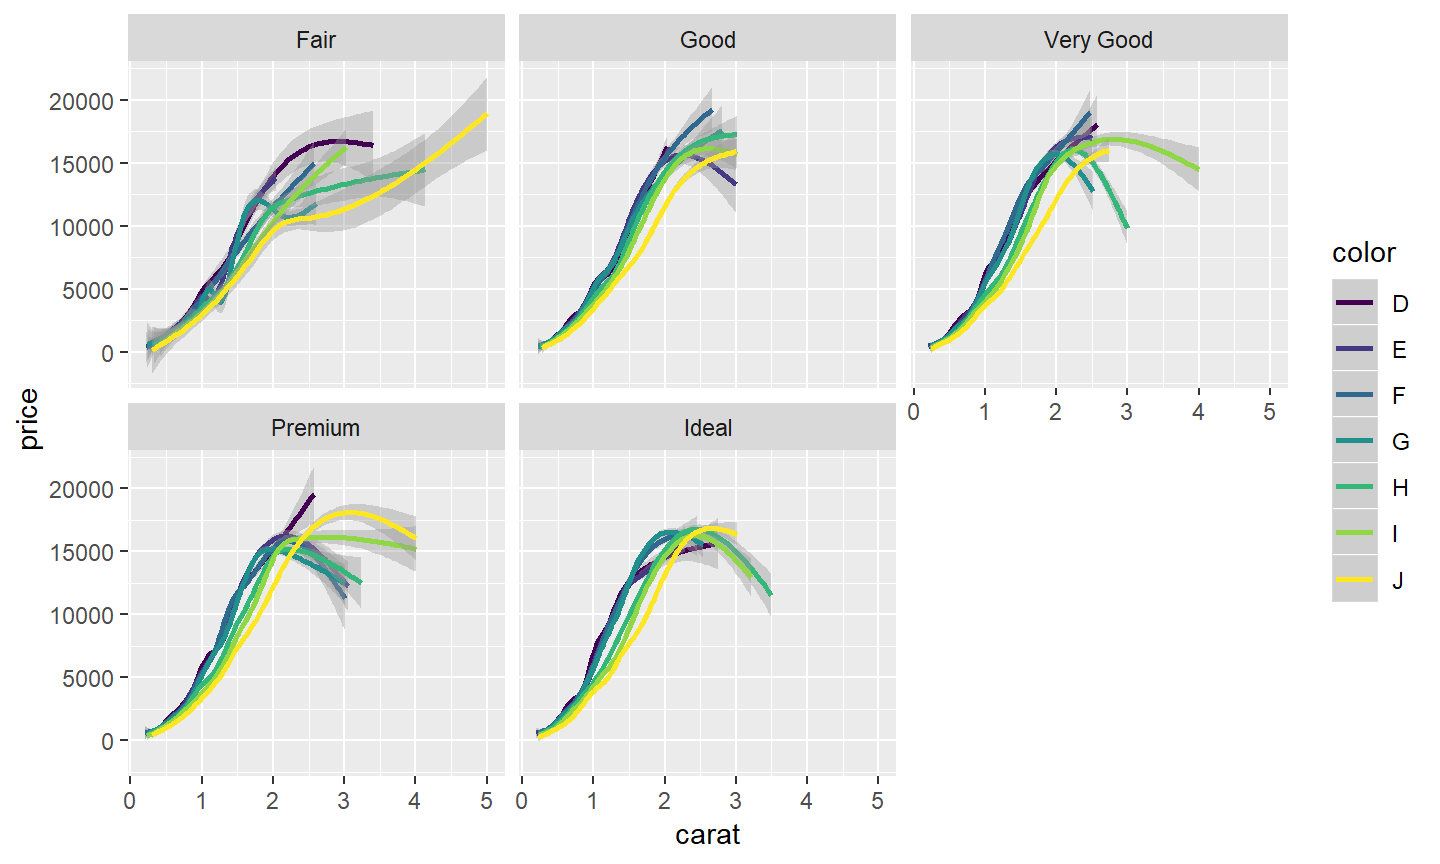 Fair Good Very Good
20000
15000
10000
5000
0
0 1 2 3 4 5
price
Premium Ideal
20000
15000
10000
5000
0
0 1 2 3 4 5 0 1 2 3 4 5
carat
color
D
E
F
G
H
I
J